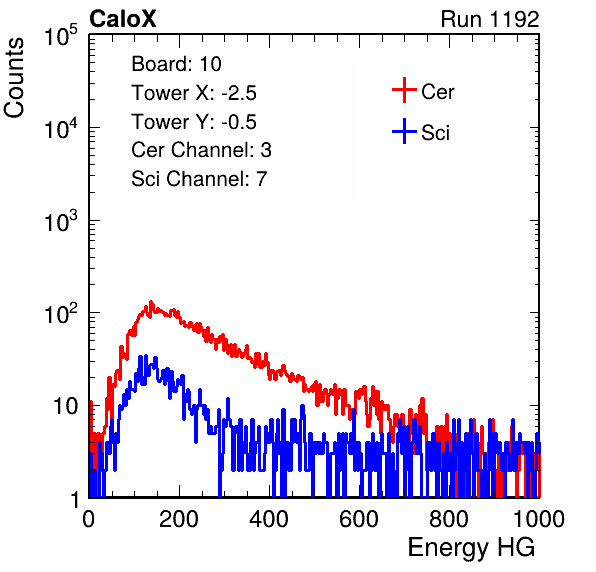 CaloX Run 1192
Counts
10^5
10^4
10^3
10^2
10
1
Board: 10
Tower X: -2.5
Tower Y: -0.5
Cer Channel: 3
Sci Channel: 7
Cer
Sci
0 200 400 600 800 1000
Energy HG